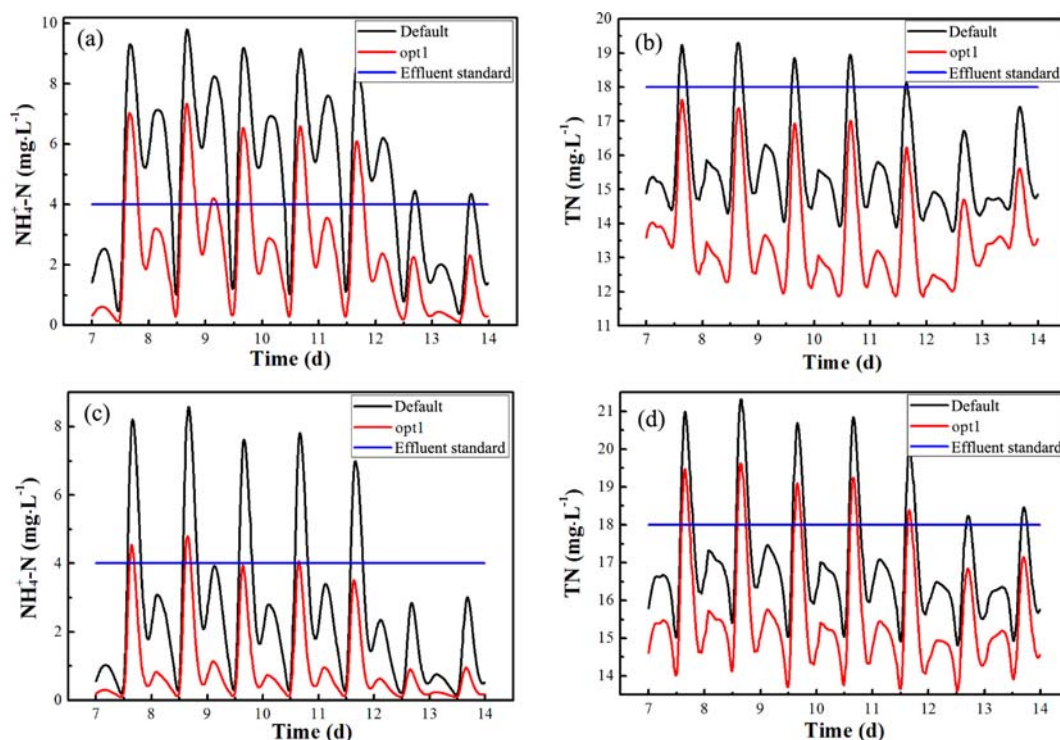 (a)
Default
opt1
Effluent standard
NH₄⁺-N (mg·L⁻¹)
10
8
6
4
2
0
7 8 9 10 11 12 13 14
Time (d)
(b)
Default
opt1
Effluent standard
TN (mg·L⁻¹)
20
19
18
17
16
15
14
13
12
11
7 8 9 10 11 12 13 14
Time (d)
(c)
Default
opt1
Effluent standard
NH₄⁺-N (mg·L⁻¹)
8
6
4
2
0
7 8 9 10 11 12 13 14
Time (d)
(d)
Default
opt1
Effluent standard
TN (mg·L⁻¹)
21
20
19
18
17
16
15
14
7 8 9 10 11 12 13 14
Time (d)